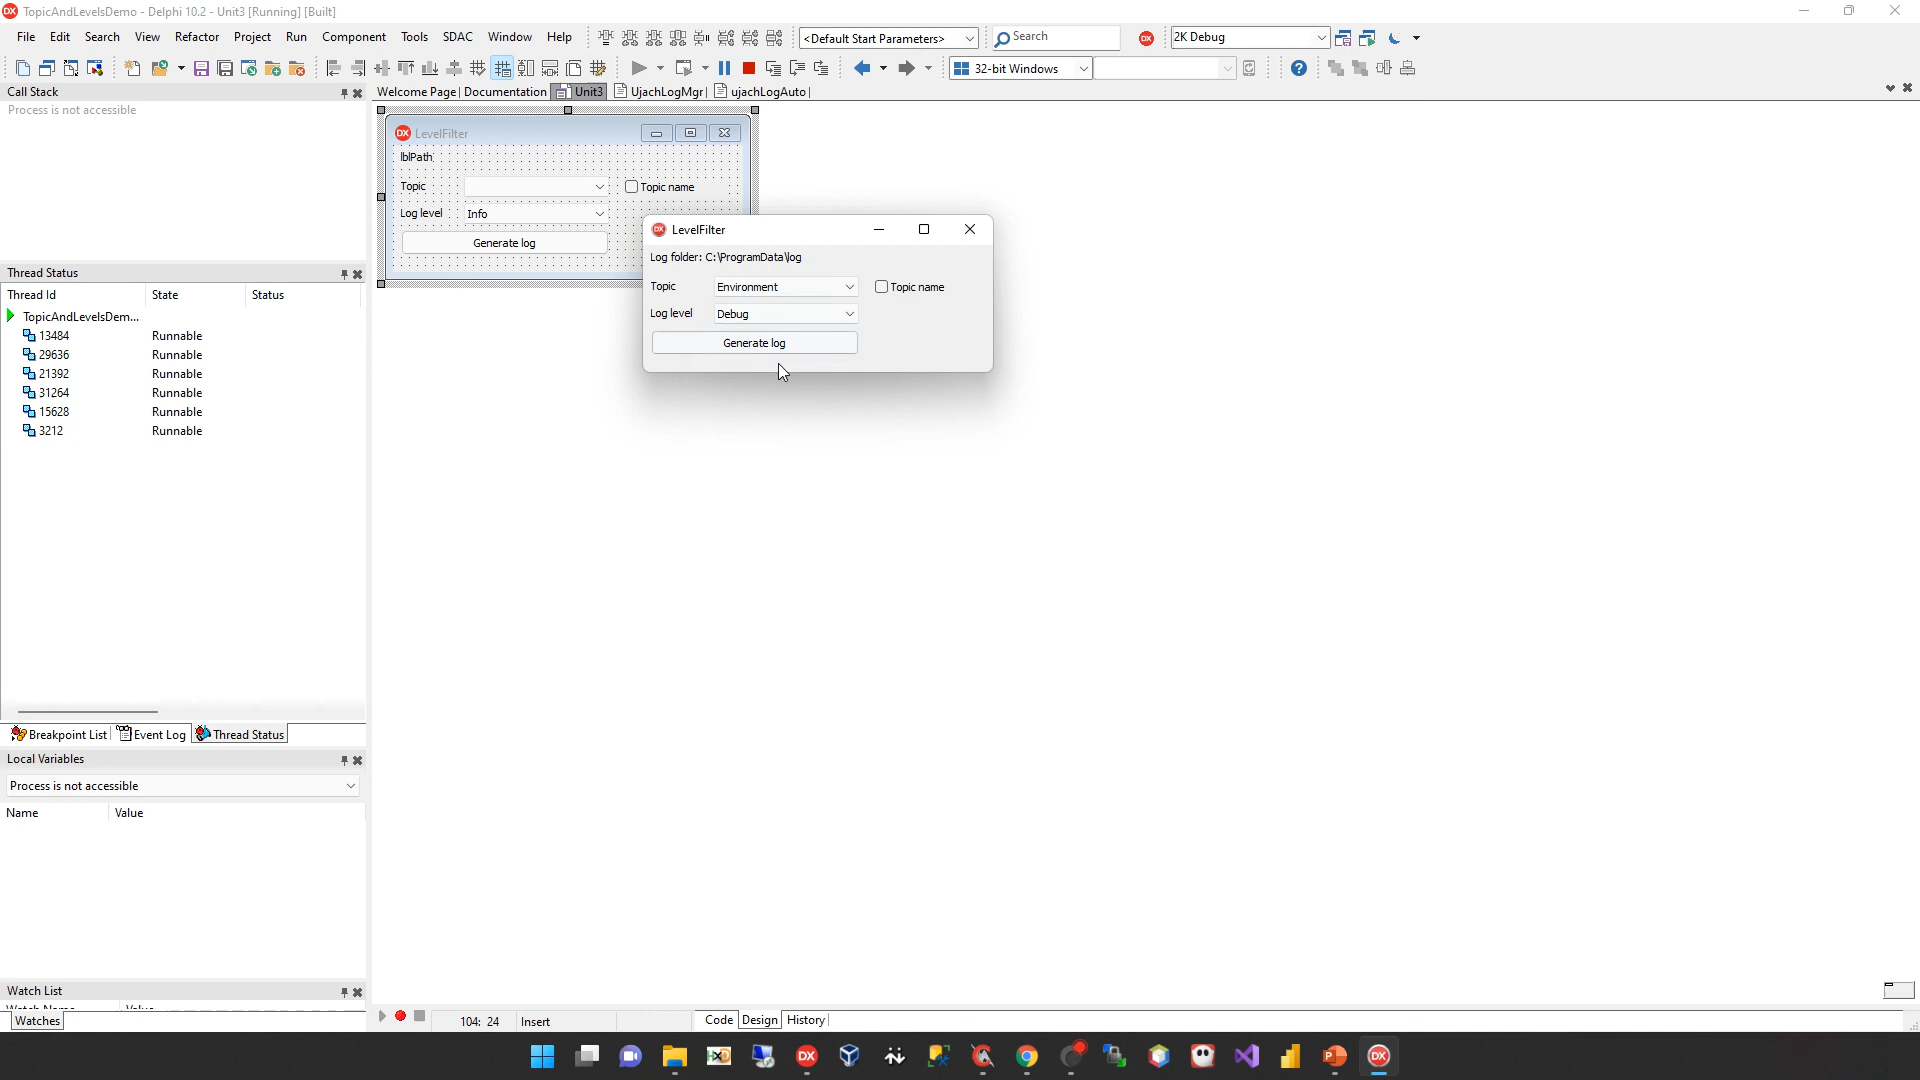 TopicAndLevelsDemo - Delphi 10.2 - Unit3 [Running] [Built]
File Edit Search View Refactor Project Run Component Tools SDAC Window Help <Default Start Parameters> Search 2K Debug
32-bit Windows
Call Stack
Process is not accessible
Welcome Page Documentation Unit3 UjachLogMgr ujachLogAuto
LevelFilter
lblPath
Topic Topic name
Log level Info
Generate log
LevelFilter
Log folder: C:\ProgramData\log
Topic Environment Topic name
Log level Debug
Generate log
Thread Status
Thread Id State Status
TopicAndLevelsDem...
13484 Runnable
29636 Runnable
21392 Runnable
31264 Runnable
15628 Runnable
3212 Runnable
Breakpoint List Event Log Thread Status
Local Variables
Process is not accessible
Name Value
Watch List
Watch Name Value
Watches
104: 24 Insert Code Design History